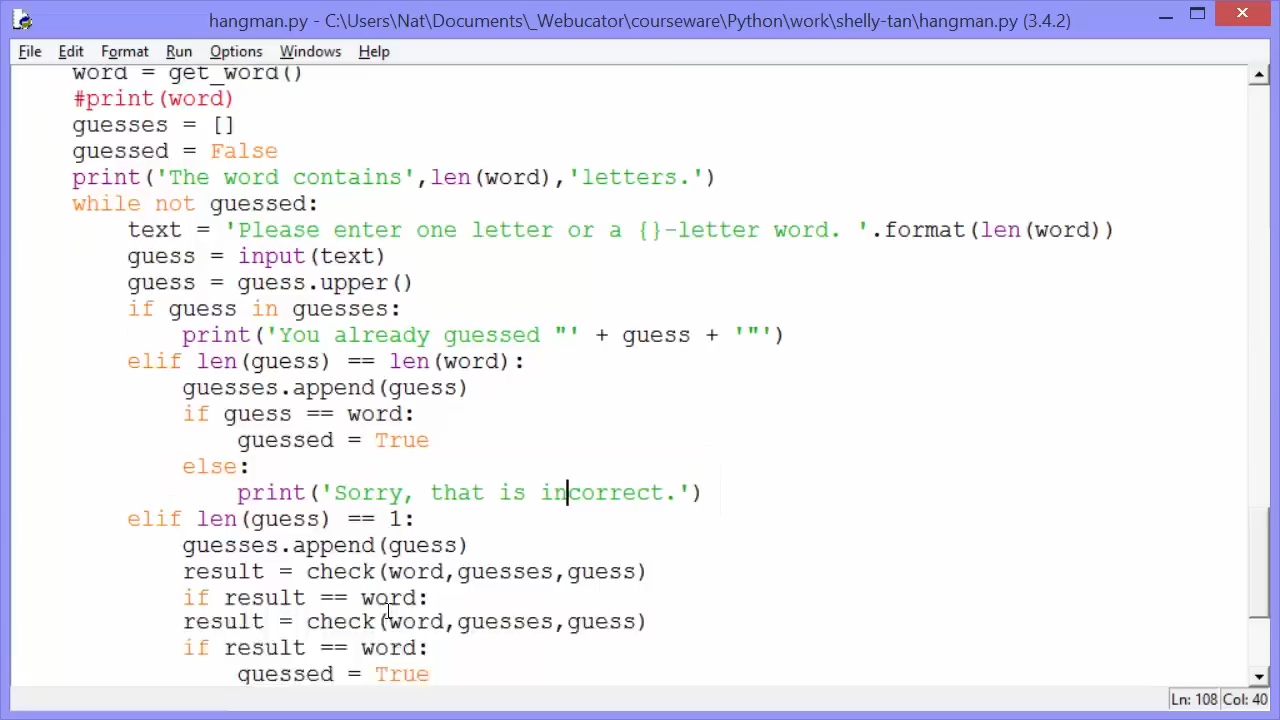 hangman.py - C:\Users\Nat\Documents\_Webucator\courseware\Python\work\shelly-tan\hangman.py (3.4.2)
File Edit Format Run Options Windows Help
word = get_word()
#print(word)
guesses = []
guessed = False
print('The word contains',len(word),'letters.')
while not guessed:
text = 'Please enter one letter or a {}-letter word. '.format(len(word))
guess = input(text)
guess = guess.upper()
if guess in guesses:
print('You already guessed "' + guess + '"')
elif len(guess) == len(word):
guesses.append(guess)
if guess == word:
guessed = True
else:
print('Sorry, that is incorrect.')
elif len(guess) == 1:
guesses.append(guess)
result = check(word,guesses,guess)
if result == word:
result = check(word,guesses,guess)
if result == word:
guessed = True
Ln: 108 Col: 40